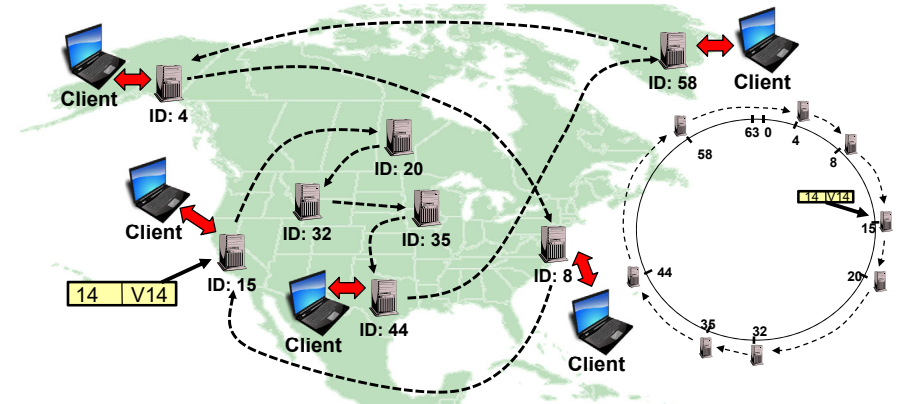 Client
ID: 4
ID: 58
Client
ID: 20
Client
ID: 32
ID: 35
ID: 15
ID: 8
14 V14
Client
ID: 44
Client
63 0
4
58
8
14 V14
15
44
20
35
32